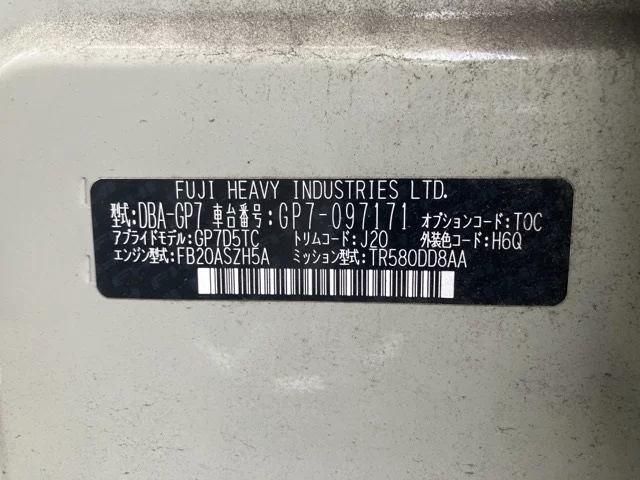 FUJI HEAVY INDUSTRIES LTD.
型式:DBA-GP7 車台番号:GP7-097171 オプションコード:TOC
アプライドモデル:GP7D5TC トリムコード:J20 外装色コード:H6Q
エンジン型式:FB20ASZH5A ミッション型式:TR580DD8AA